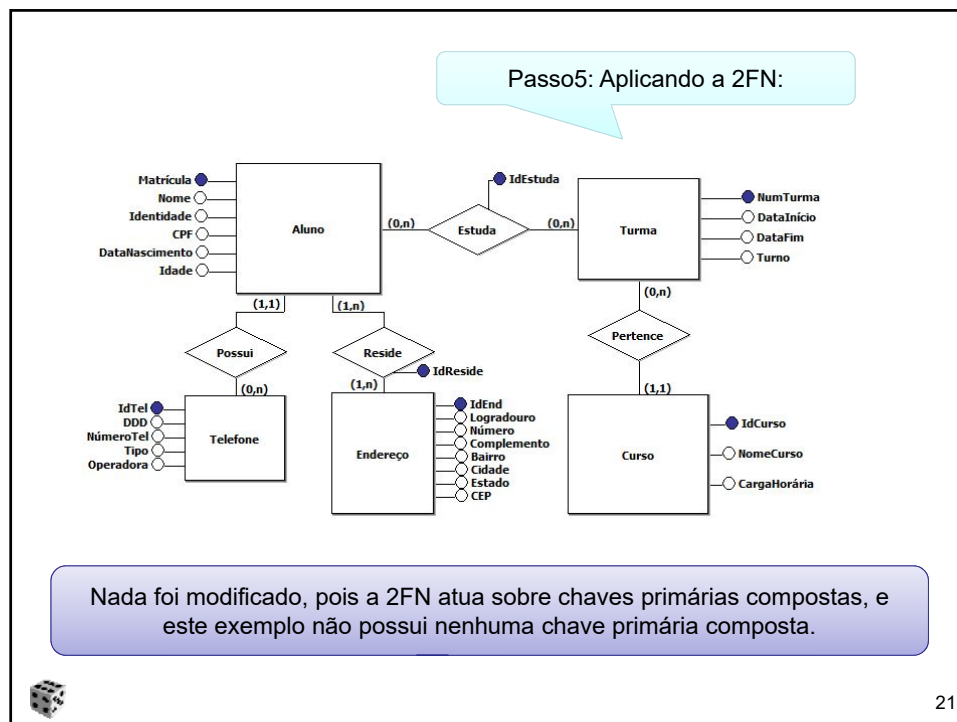 Passo5: Aplicando a 2FN:
Matrícula
Nome
Identidade
CPF
DataNascimento
Idade
Aluno
(0,n)
IdEstuda
Estuda
(0,n)
Turma
NumTurma
DataInício
DataFim
Turno
(1,1)
(1,n)
(0,n)
Possui
Reside
IdReside
Pertence
(0,n)
(1,n)
(1,1)
IdTel
DDD
NúmeroTel
Tipo
Operadora
Telefone
Endereço
IdEnd
Logradouro
Número
Complemento
Bairro
Cidade
Estado
CEP
Curso
IdCurso
NomeCurso
CargaHorária
Nada foi modificado, pois a 2FN atua sobre chaves primárias compostas, e
este exemplo não possui nenhuma chave primária composta.
21